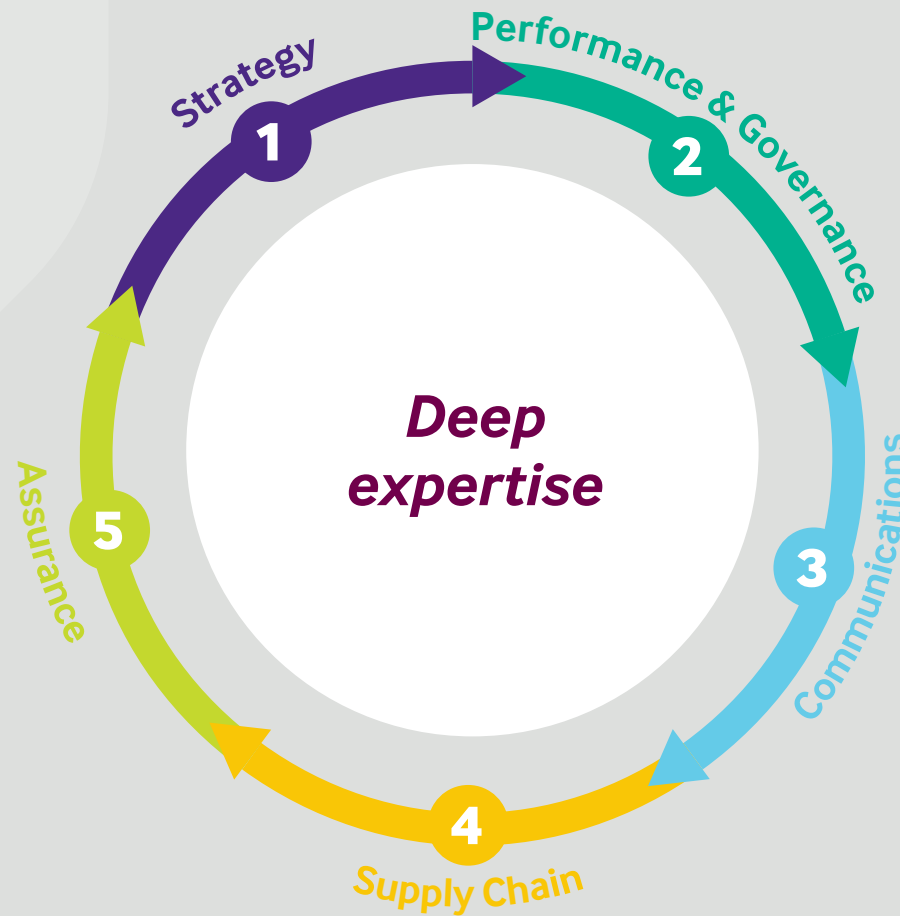 Strategy
1
Performance & Governance
2
Communications
3
Supply Chain
4
Assurance
5
Deep
expertise